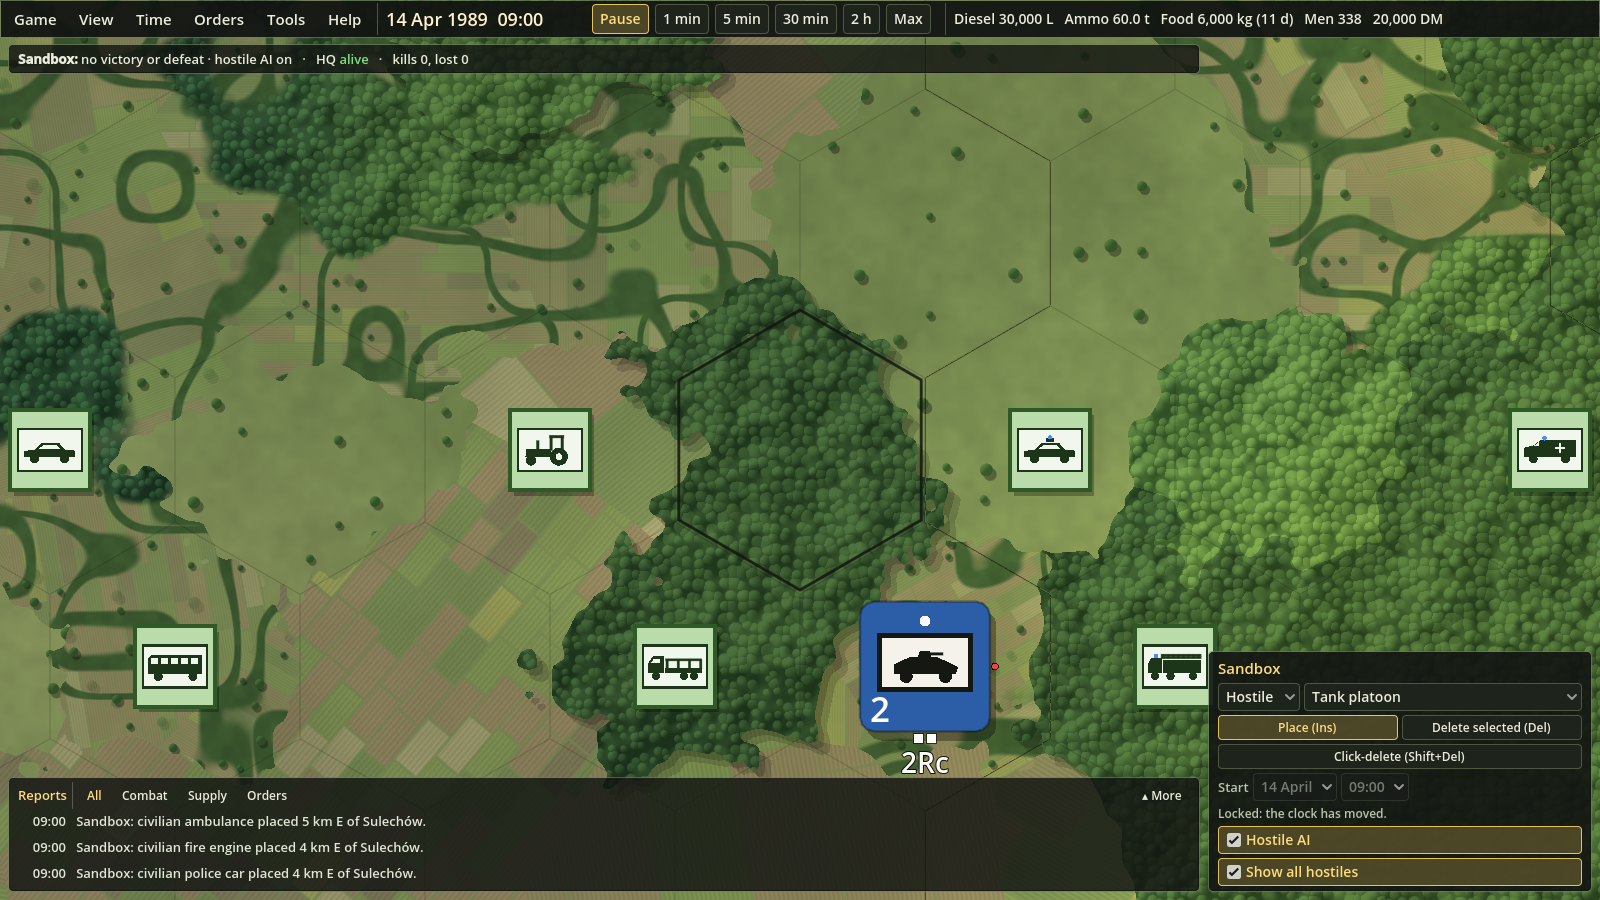 Game View Time Orders Tools Help 14 Apr 1989 09:00 Pause 1 min 5 min 30 min 2 h Max Diesel 30,000 L Ammo 60.0 t Food 6,000 kg (11 d) Men 338 20,000 DM
Sandbox: no victory or defeat · hostile AI on · HQ alive · kills 0, lost 0
2
2Rc
Sandbox
Hostile Tank platoon
Place (Ins) Delete selected (Del)
Click-delete (Shift+Del)
Start 14 April 09:00
Locked: the clock has moved.
Hostile AI
Show all hostiles
Reports All Combat Supply Orders More
09:00 Sandbox: civilian ambulance placed 5 km E of Sulechów.
09:00 Sandbox: civilian fire engine placed 4 km E of Sulechów.
09:00 Sandbox: civilian police car placed 4 km E of Sulechów.